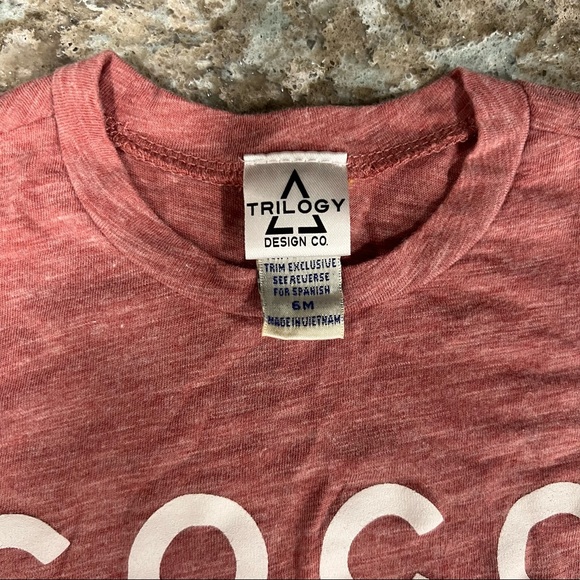 TRILOGY
DESIGN CO.
TRIM EXCLUSIVE
SEE REVERSE
FOR SPANISH
6M
MADE IN VIETNAM